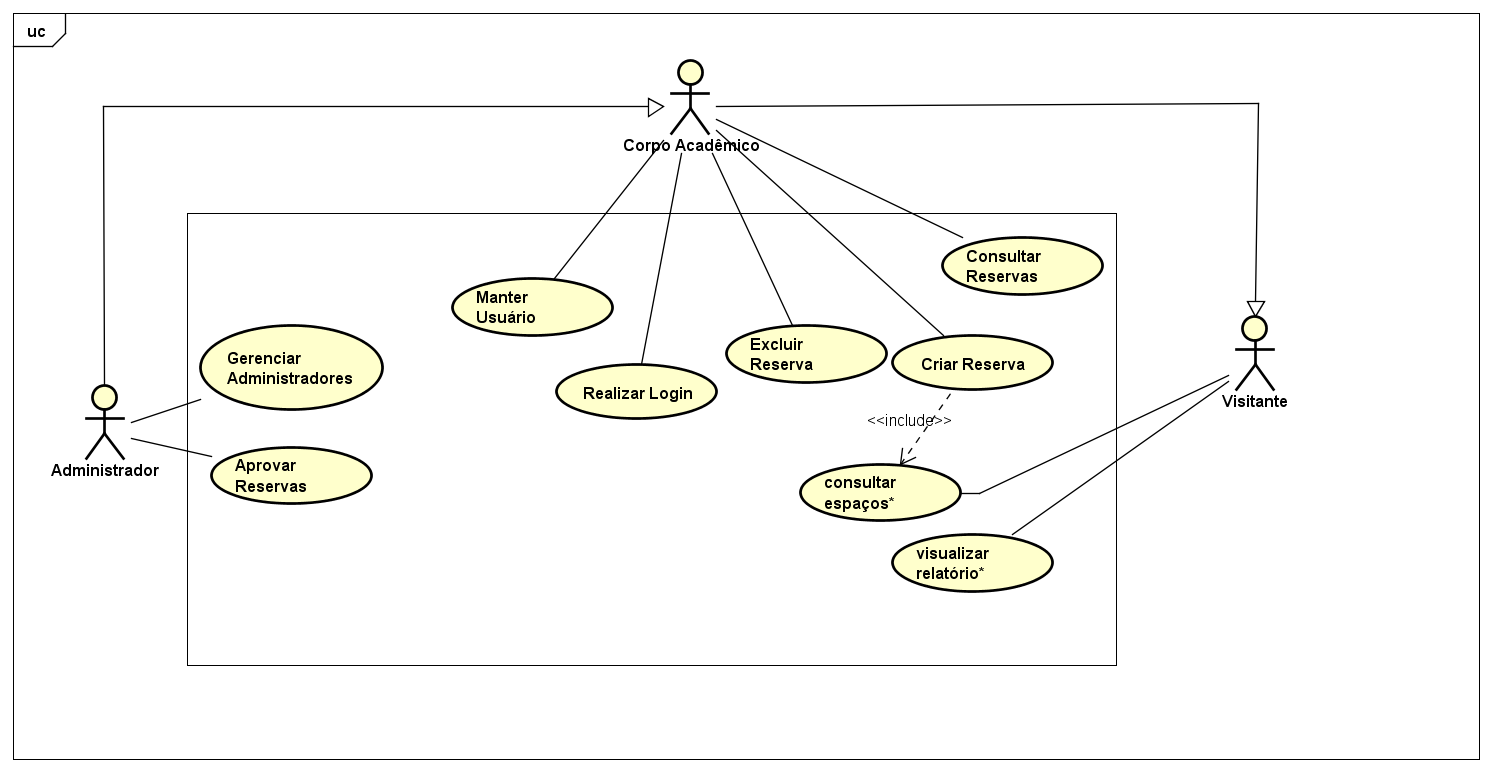 uc
Corpo Acadêmico
Consultar
Reservas
Manter
Usuário
Excluir
Reserva
Criar Reserva
Gerenciar
Administradores
Realizar Login
Visitante
<<include>>
Administrador
Aprovar
Reservas
consultar
espaços*
visualizar
relatório*